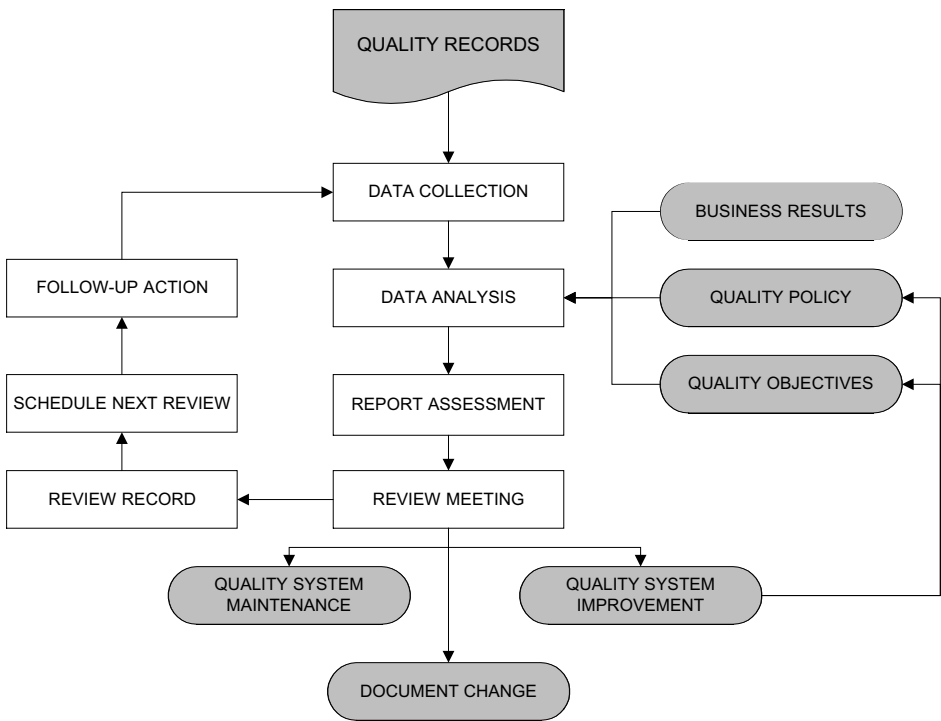 QUALITY RECORDS
DATA COLLECTION
BUSINESS RESULTS
FOLLOW-UP ACTION
DATA ANALYSIS
QUALITY POLICY
SCHEDULE NEXT REVIEW
REPORT ASSESSMENT
QUALITY OBJECTIVES
REVIEW RECORD
REVIEW MEETING
QUALITY SYSTEM
MAINTENANCE
QUALITY SYSTEM
IMPROVEMENT
DOCUMENT CHANGE